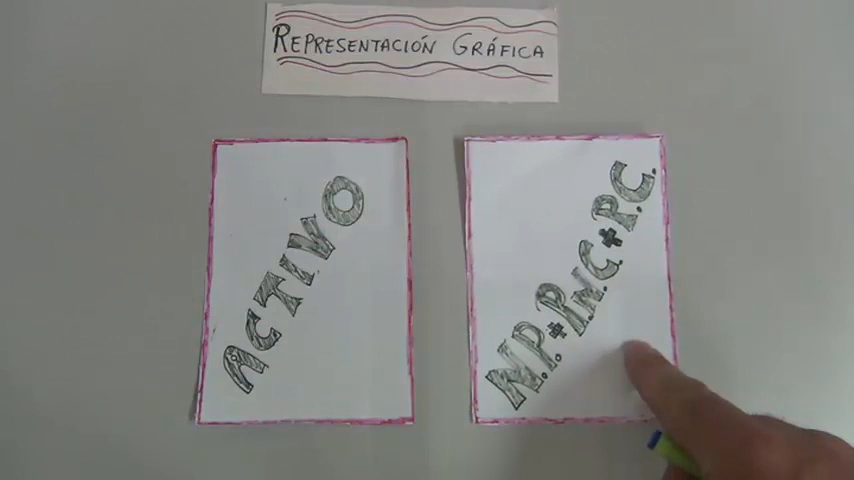 REPRESENTACIÓN GRÁFICA
ACTIVO
N.P.+P.N.C.+P.C.